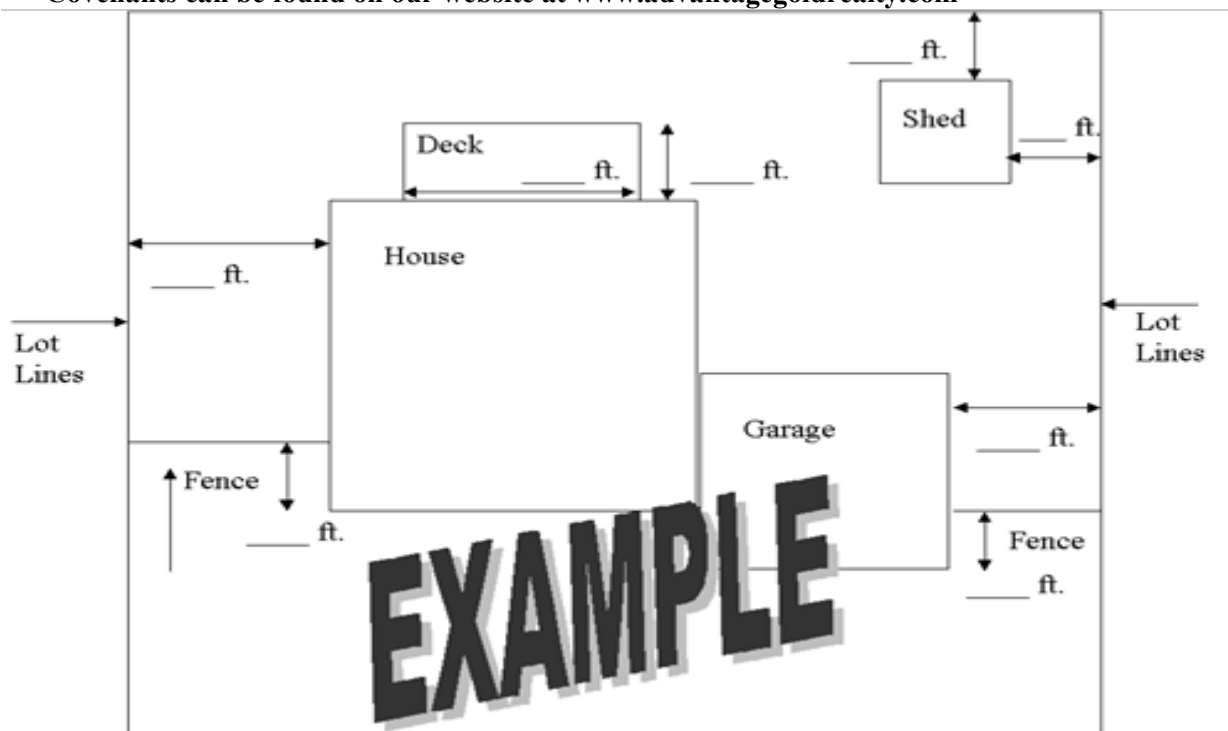 Covenants can be found on our website at www.advantagegoldrealty.com
_____ ft.
Shed
____ ft.
Deck
_____ ft.
_____ ft.
House
_____ ft.
Lot
Lines
Lot
Lines
Garage
_____ ft.
Fence
_____ ft.
Fence
_____ ft.
EXAMPLE